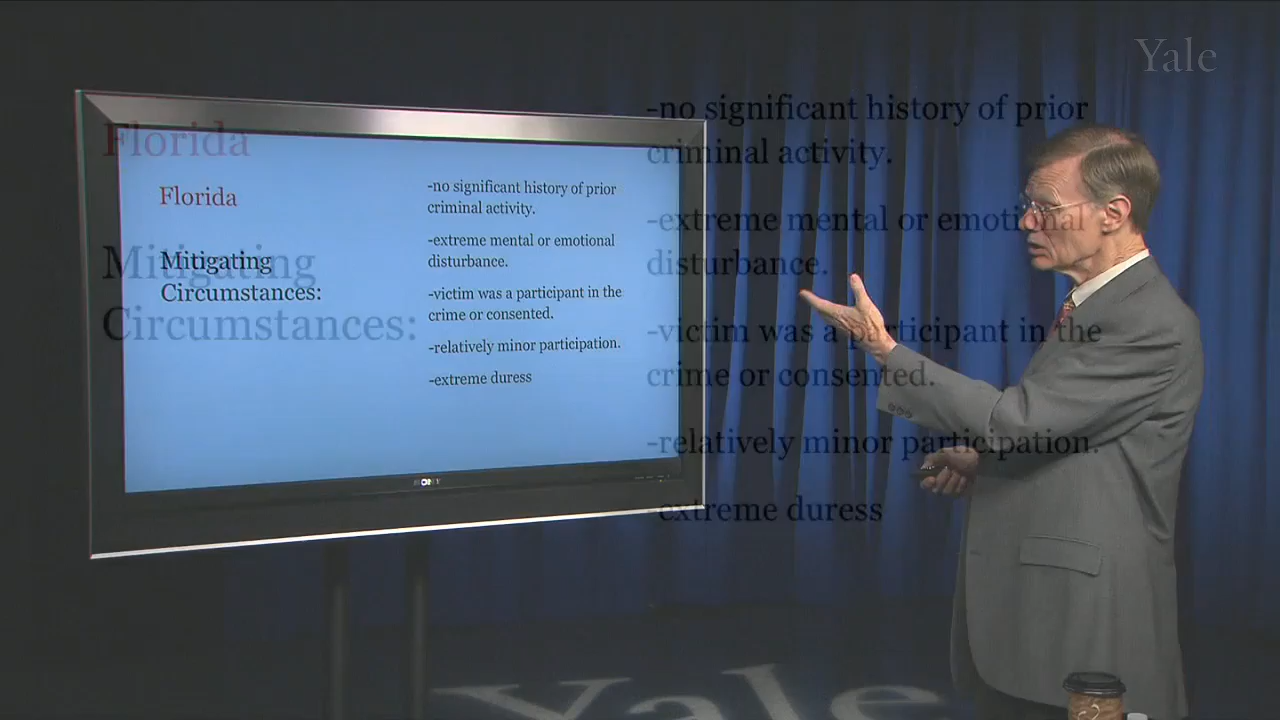 Yale
Florida
Mitigating
Circumstances:
-no significant history of prior
criminal activity.
-extreme mental or emotional
disturbance.
-victim was a participant in the
crime or consented.
-relatively minor participation.
-extreme duress
SONY
Florida
Mitigating
Circumstances:
-no significant history of prior
criminal activity.
-extreme mental or emotional
disturbance.
-victim was a participant in the
crime or consented.
-relatively minor participation.
-extreme duress
Yale